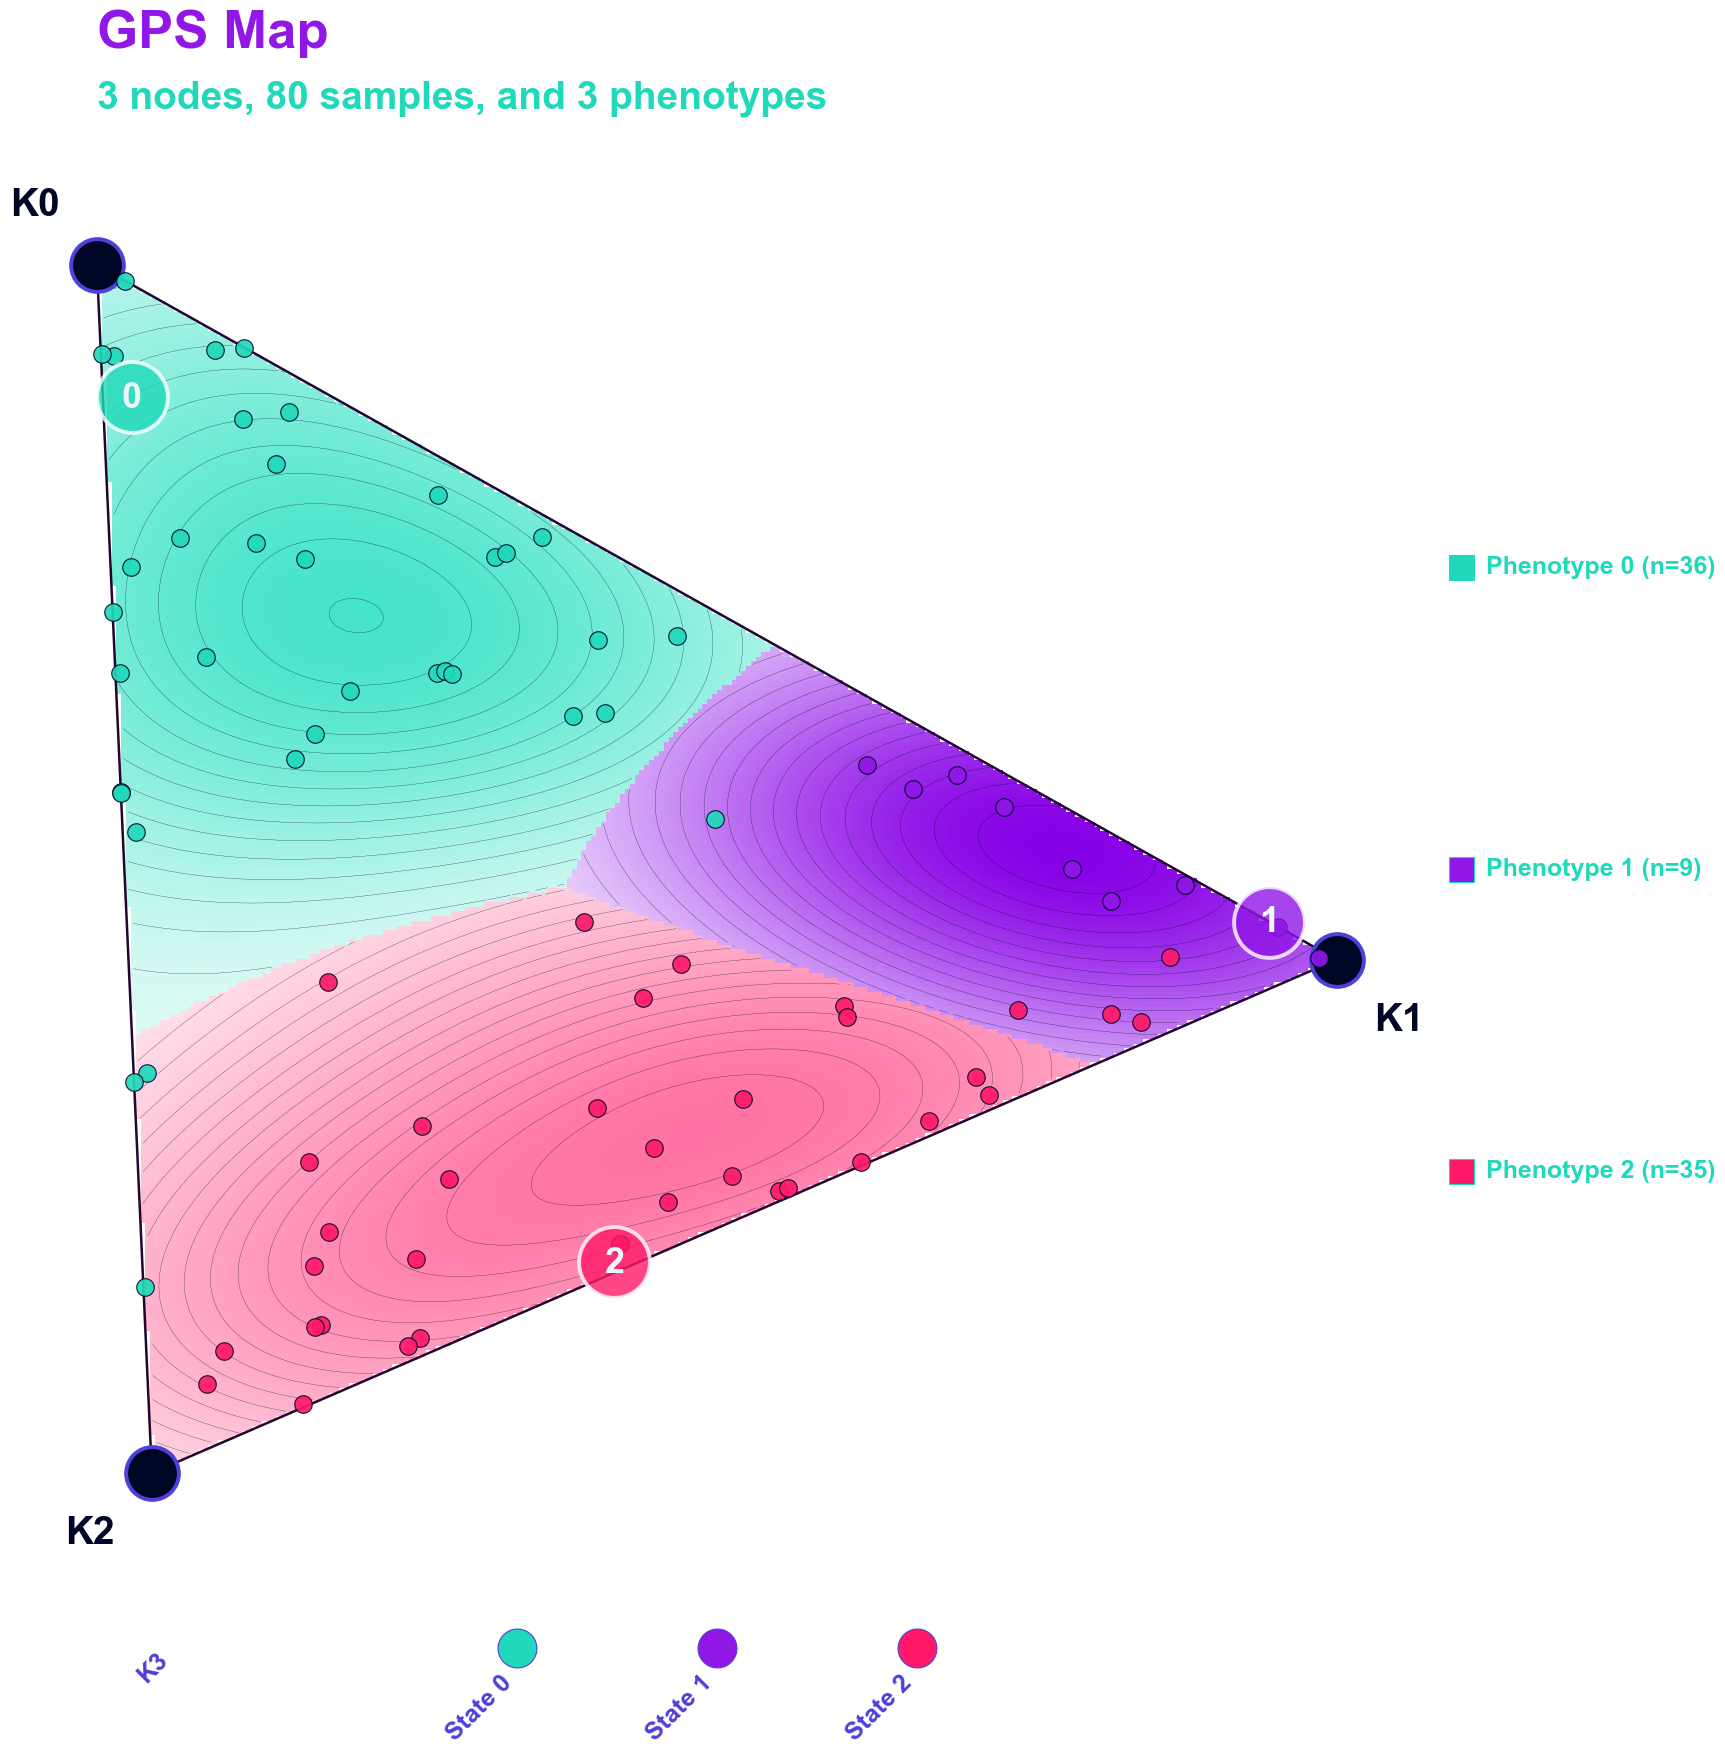 GPS Map
3 nodes, 80 samples, and 3 phenotypes
K0
0
Phenotype 0 (n=36)
Phenotype 1 (n=9)
1
K1
Phenotype 2 (n=35)
2
K2
K3
State 0
State 1
State 2